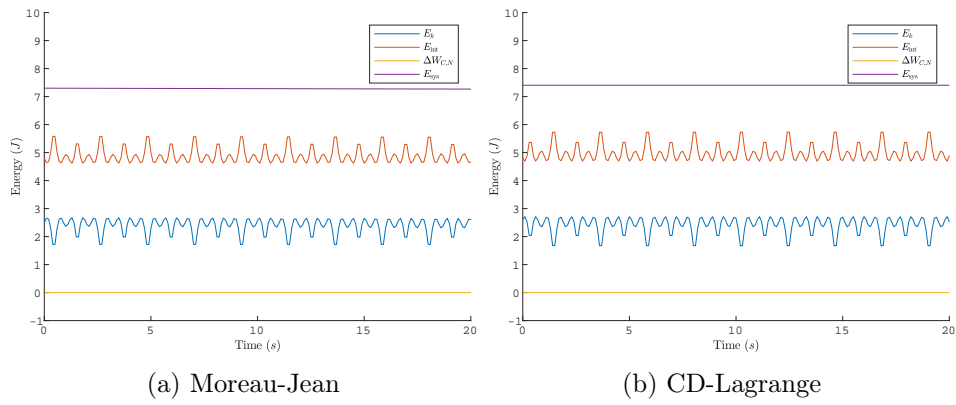 10
9
8
7
6
5
4
3
2
1
0
-1
Energy (J)
0
5
10
15
20
Time (s)
E_k
E_int
ΔW_{C,N}
E_sys
(a) Moreau-Jean
10
9
8
7
6
5
4
3
2
1
0
-1
Energy (J)
0
5
10
15
20
Time (s)
E_k
E_int
ΔW_{C,N}
E_sys
(b) CD-Lagrange